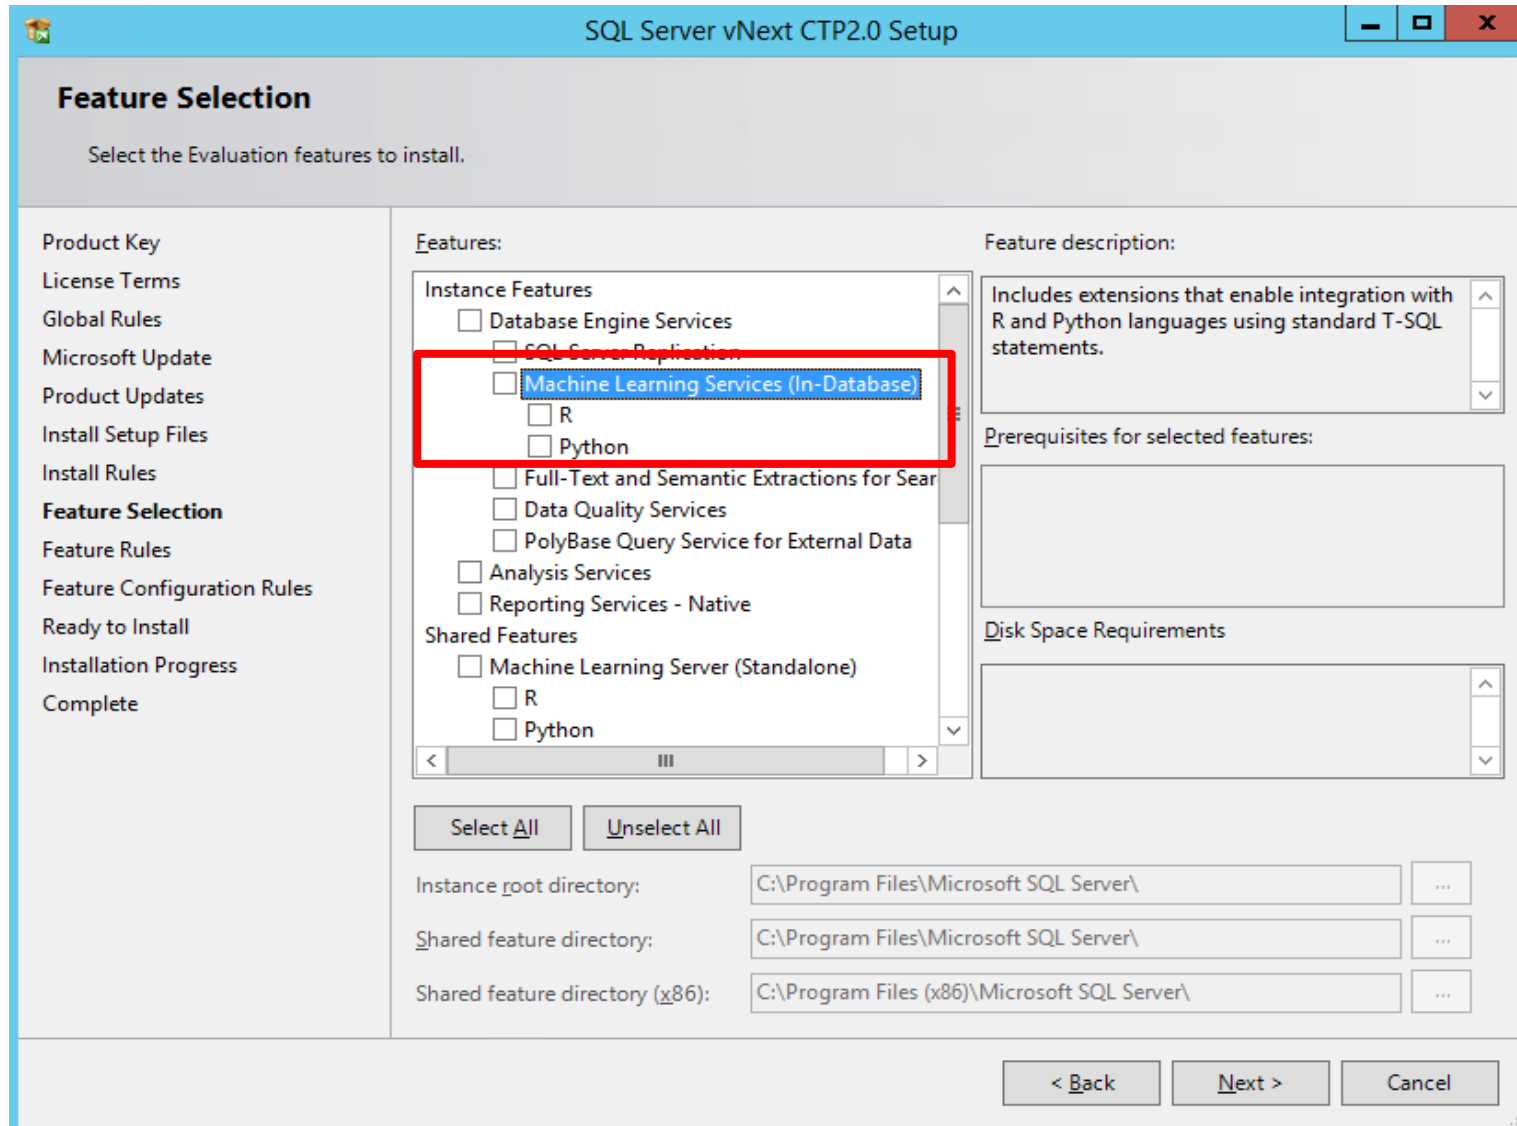 SQL Server vNext CTP2.0 Setup
Feature Selection
Select the Evaluation features to install.
Product Key
License Terms
Global Rules
Microsoft Update
Product Updates
Install Setup Files
Install Rules
Feature Selection
Feature Rules
Feature Configuration Rules
Ready to Install
Installation Progress
Complete
Features:
Instance Features
Database Engine Services
SQL Server Replication
Machine Learning Services (In-Database)
R
Python
Full-Text and Semantic Extractions for Sear
Data Quality Services
PolyBase Query Service for External Data
Analysis Services
Reporting Services - Native
Shared Features
Machine Learning Server (Standalone)
R
Python
Select All
Unselect All
Feature description:
Includes extensions that enable integration with
R and Python languages using standard T-SQL
statements.
Prerequisites for selected features:
Disk Space Requirements
Instance root directory:
C:\Program Files\Microsoft SQL Server\
...
Shared feature directory:
C:\Program Files\Microsoft SQL Server\
...
Shared feature directory (x86):
C:\Program Files (x86)\Microsoft SQL Server\
...
< Back
Next >
Cancel